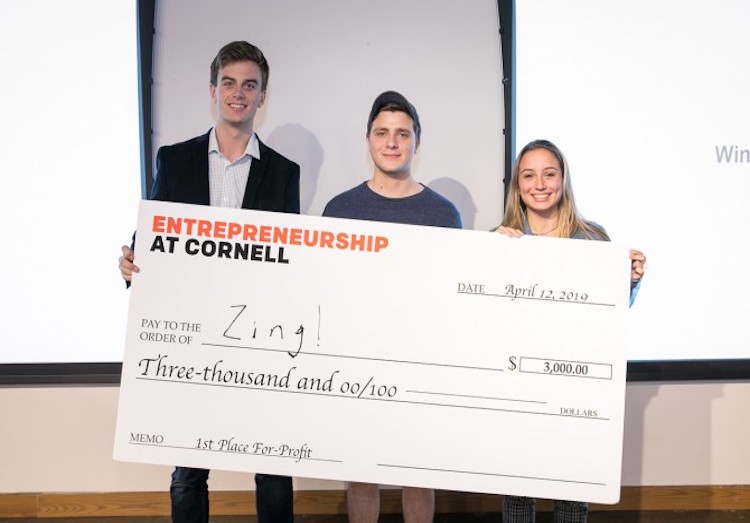 Win
ENTREPRENEURSHIP
AT CORNELL
DATE April 12, 2019
PAY TO THE
ORDER OF Zing!
$ 3,000.00
Three-thousand and 00/100
DOLLARS
MEMO 1st Place For-Profit